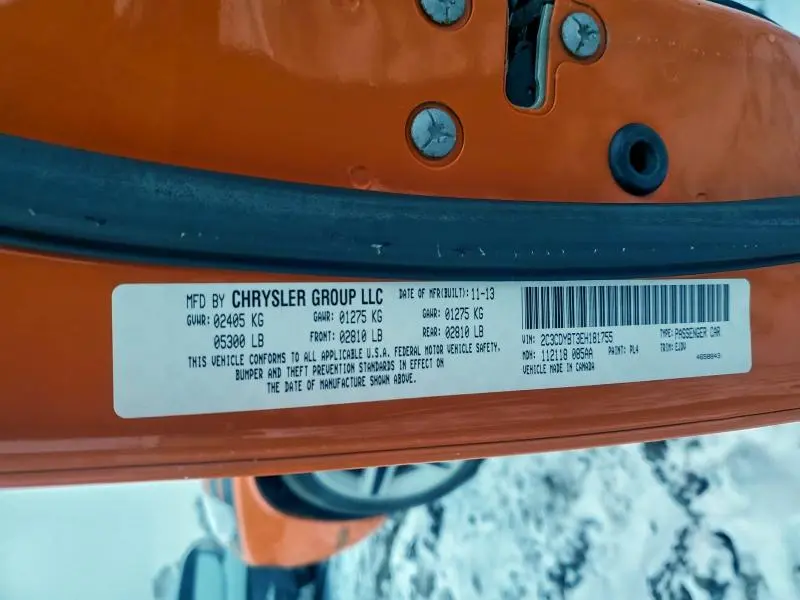 MFD BY CHRYSLER GROUP LLC DATE OF MFR(BUILT): 11-13
GVWR: 02405 KG GAWR: 01275 KG GAWR: 01275 KG
05300 LB FRONT: 02810 LB REAR: 02810 LB
THIS VEHICLE CONFORMS TO ALL APPLICABLE U.S.A. FEDERAL MOTOR VEHICLE SAFETY,
BUMPER AND THEFT PREVENTION STANDARDS IN EFFECT ON
THE DATE OF MANUFACTURE SHOWN ABOVE.
VIN: 2C3CDYBT3EH181755 TYPE: PASSENGER CAR
MDH: 112118 085AA PAINT: PL4 TRIM: EJDV
VEHICLE MADE IN CANADA 4658843